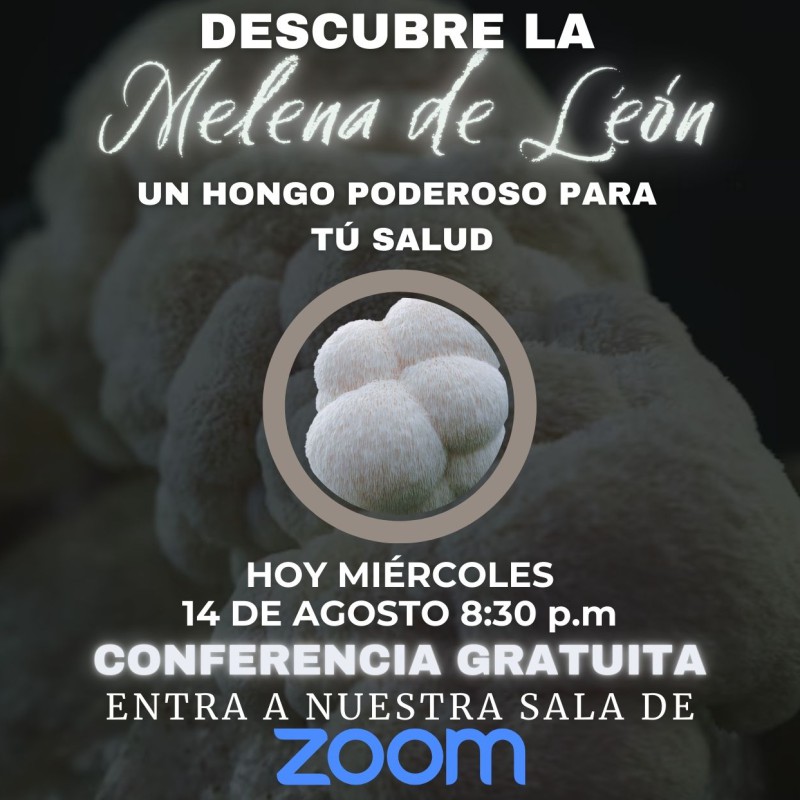 DESCUBRE LA
Melena de León
UN HONGO PODEROSO PARA
TÚ SALUD
HOY MIÉRCOLES
14 DE AGOSTO 8:30 p.m
CONFERENCIA GRATUITA
ENTRA A NUESTRA SALA DE
zoom